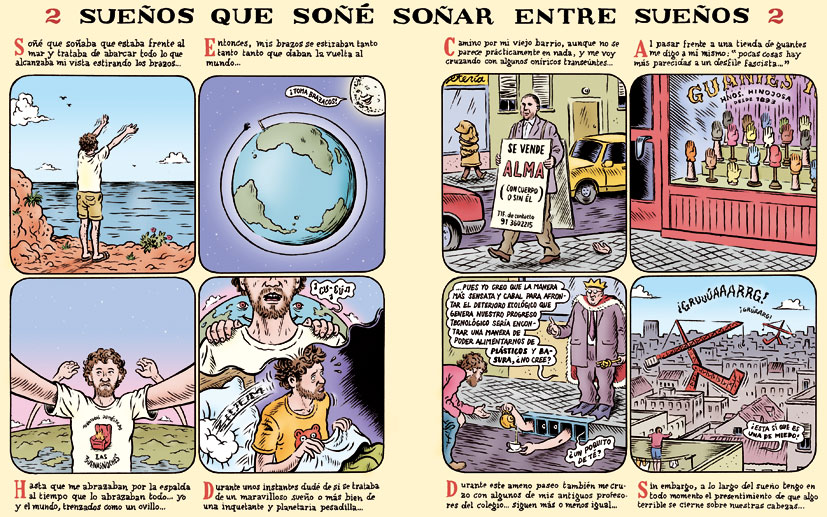 2 SUEÑOS QUE SOÑÉ SOÑAR ENTRE SUEÑOS 2
Soñé que soñaba que estaba frente al
mar y trataba de abarcar todo lo que
alcanzaba mi vista estirando los brazos...
Entonces, mis brazos se estiraban tanto
tanto tanto que daban la vuelta al
mundo...
¡TOMA BRAZACOS!
Hasta que me abrazaban por la espalda
al tiempo que lo abrazaban todo... yo
y el mundo, trenzados como un ovillo...
Durante unos instantes dudé de si se trataba
de un maravilloso sueño o más bien de
una inquietante y planetaria pesadilla...
Camino por mi viejo barrio, aunque no se
parece prácticamente en nada, y me voy
cruzando con algunos oníricos transeúntes...
SE VENDE
ALMA
(CON CUERPO
O SIN ÉL)
Tlf. de contacto
91 3602215
Al pasar frente a una tienda de guantes
me digo a mí mismo: "pocas cosas hay
más parecidas a un desfile fascista..."
GUANTES
HNOS. HINOJOSA
DESDE 1893
...PUES YO CREO QUE LA MANERA
MÁS SENSATA Y CABAL PARA AFRON-
TAR EL DETERIORO ECOLÓGICO QUE
GENERA NUESTRO PROGRESO
TECNOLÓGICO SERÍA ENCON-
TRAR UNA MANERA DE
PODER ALIMENTARNOS DE
PLÁSTICOS Y BA-
SURA, ¿NO CREE?
¿UN POQUITO
DE TÉ?
Durante este ameno paseo también me cru-
zo con algunos de mis antiguos profeso-
res del colegio... siguen más o menos igual...
¡GRUUÚAAARRG!
¡GRÚARRG!
¡ESTA SÍ QUE ES
UNA DE MIEDO!
Sin embargo, a lo largo del sueño tengo en
todo momento el presentimiento de que algo
terrible se cierne sobre nuestras cabezas...